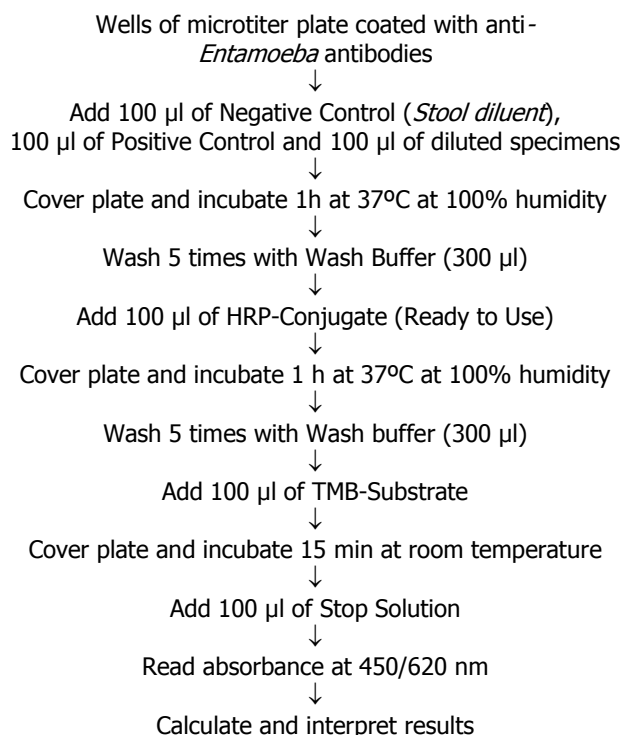 Wells of microtiter plate coated with anti-
Entamoeba antibodies
↓
Add 100 µl of Negative Control (Stool diluent),
100 µl of Positive Control and 100 µl of diluted specimens
↓
Cover plate and incubate 1h at 37ºC at 100% humidity
↓
Wash 5 times with Wash Buffer (300 µl)
↓
Add 100 µl of HRP-Conjugate (Ready to Use)
↓
Cover plate and incubate 1 h at 37ºC at 100% humidity
↓
Wash 5 times with Wash buffer (300 µl)
↓
Add 100 µl of TMB-Substrate
↓
Cover plate and incubate 15 min at room temperature
↓
Add 100 µl of Stop Solution
↓
Read absorbance at 450/620 nm
↓
Calculate and interpret results